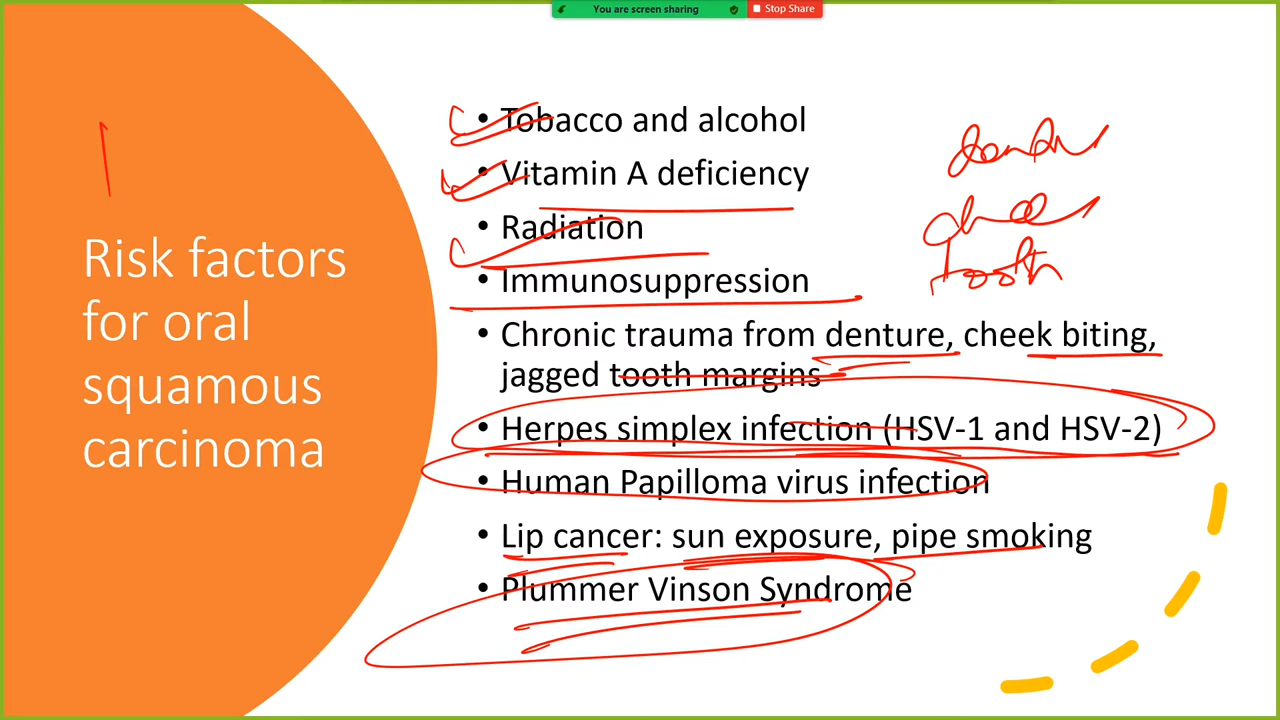 You are screen sharing
Stop Share
Risk factors
for oral
squamous
carcinoma
• Tobacco and alcohol
• Vitamin A deficiency
• Radiation
• Immunosuppression
• Chronic trauma from denture, cheek biting,
jagged tooth margins
• Herpes simplex infection (HSV-1 and HSV-2)
• Human Papilloma virus infection
• Lip cancer: sun exposure, pipe smoking
• Plummer Vinson Syndrome
tooth